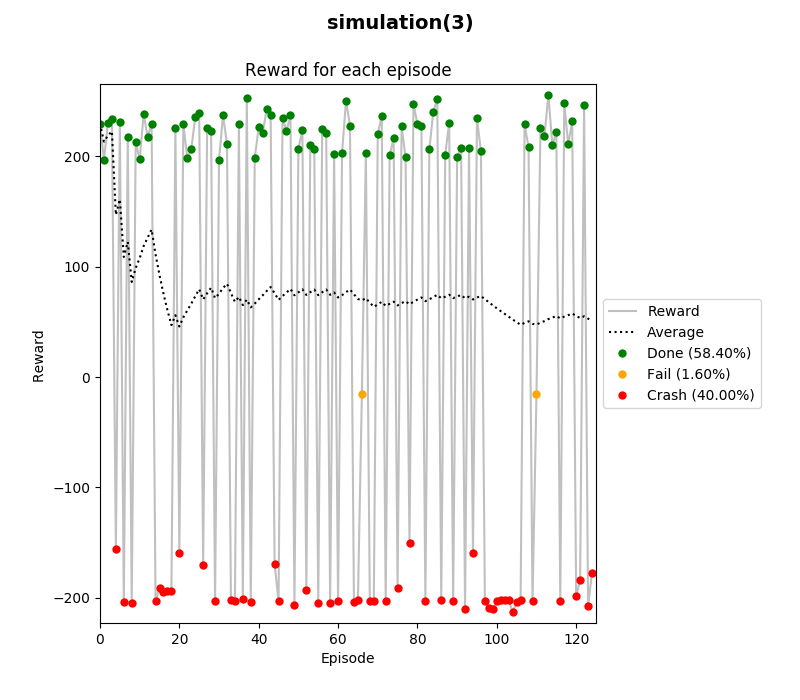 simulation(3)
Reward for each episode
200
100
0
−100
−200
Reward
0
20
40
60
80
100
120
Episode
Reward
Average
Done (58.40%)
Fail (1.60%)
Crash (40.00%)